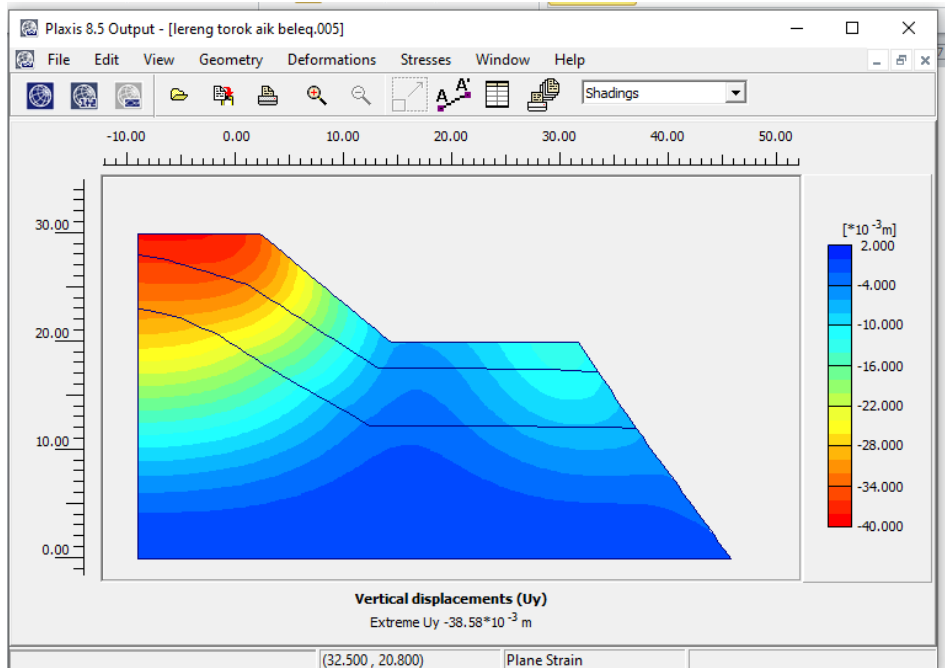 Plaxis 8.5 Output - [lereng torok aik beleq.005]
File Edit View Geometry Deformations Stresses Window Help
A A' Shadings
-10.00 0.00 10.00 20.00 30.00 40.00 50.00
30.00
20.00
10.00
0.00
[*10 -3m]
2.000
-4.000
-10.000
-16.000
-22.000
-28.000
-34.000
-40.000
Vertical displacements (Uy)
Extreme Uy -38.58*10 -3 m
(32.500 , 20.800) Plane Strain